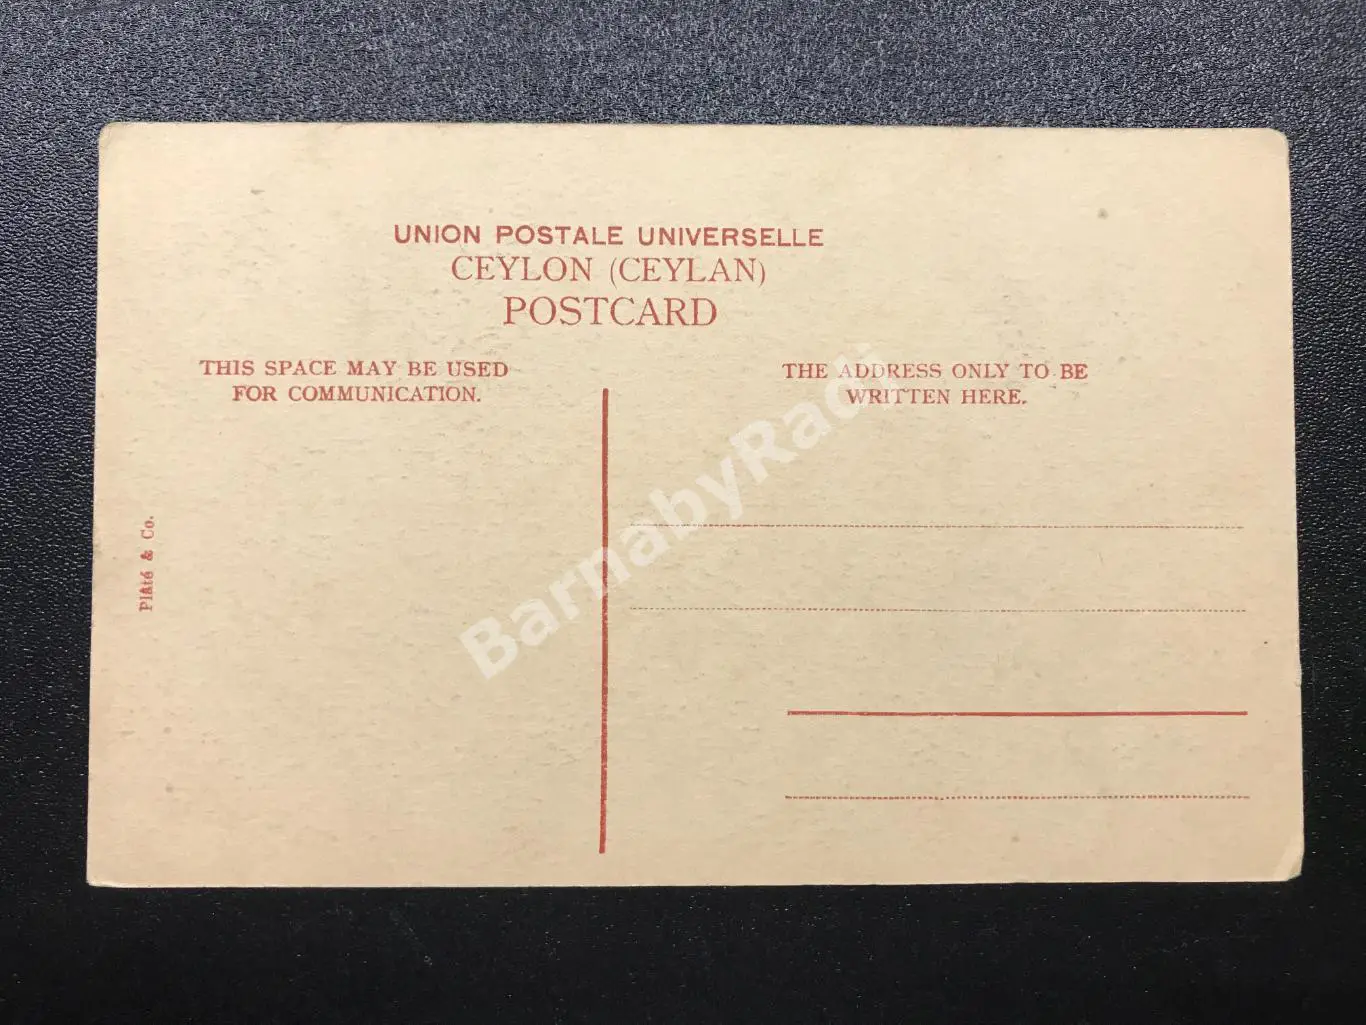 UNION POSTALE UNIVERSELLE
CEYLON (CEYLAN)
POSTCARD
THIS SPACE MAY BE USED
FOR COMMUNICATION.
THE ADDRESS ONLY TO BE
WRITTEN HERE.
Plâté & Co.
BarnabyRadj